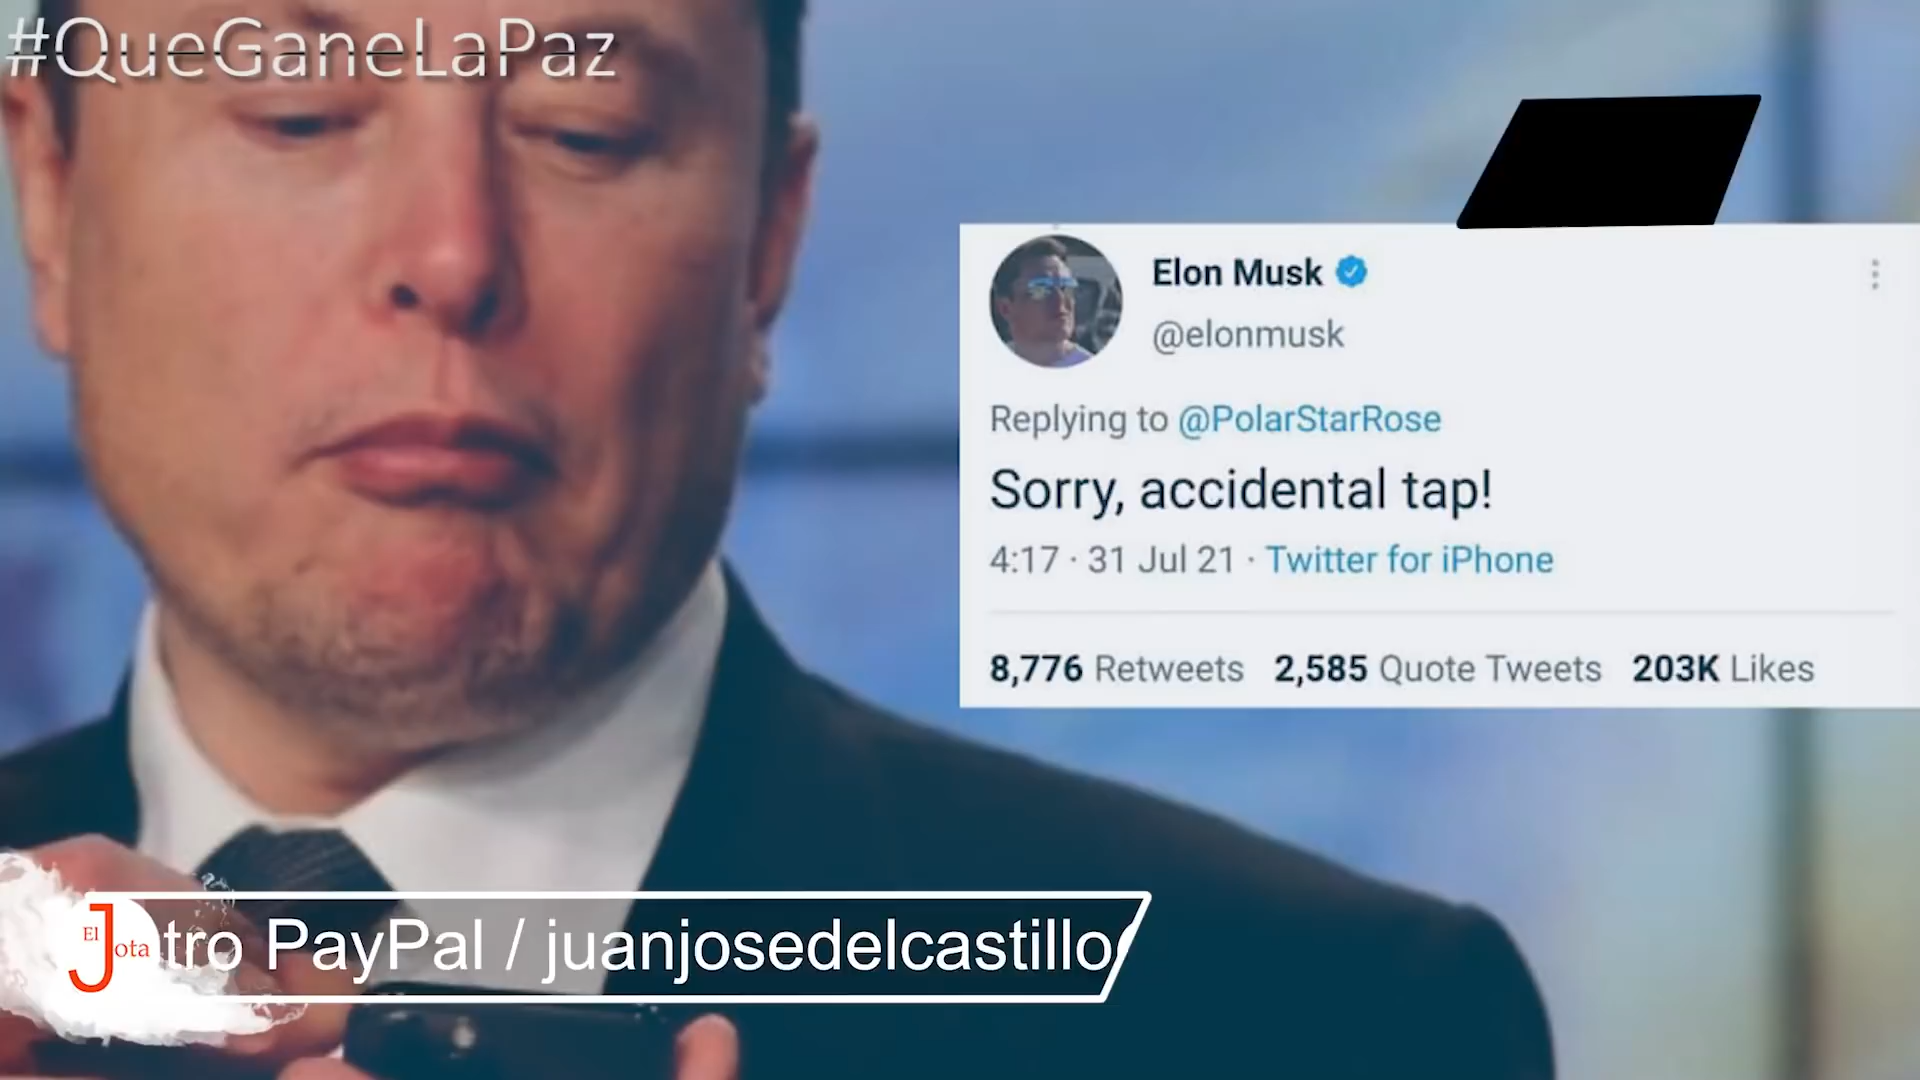 #QueGaneLaPaz
Elon Musk
@elonmusk
Replying to @PolarStarRose
Sorry, accidental tap!
4:17 · 31 Jul 21 · Twitter for iPhone
8,776 Retweets 2,585 Quote Tweets 203K Likes
El Jota
tro PayPal / juanjosedelcastillo